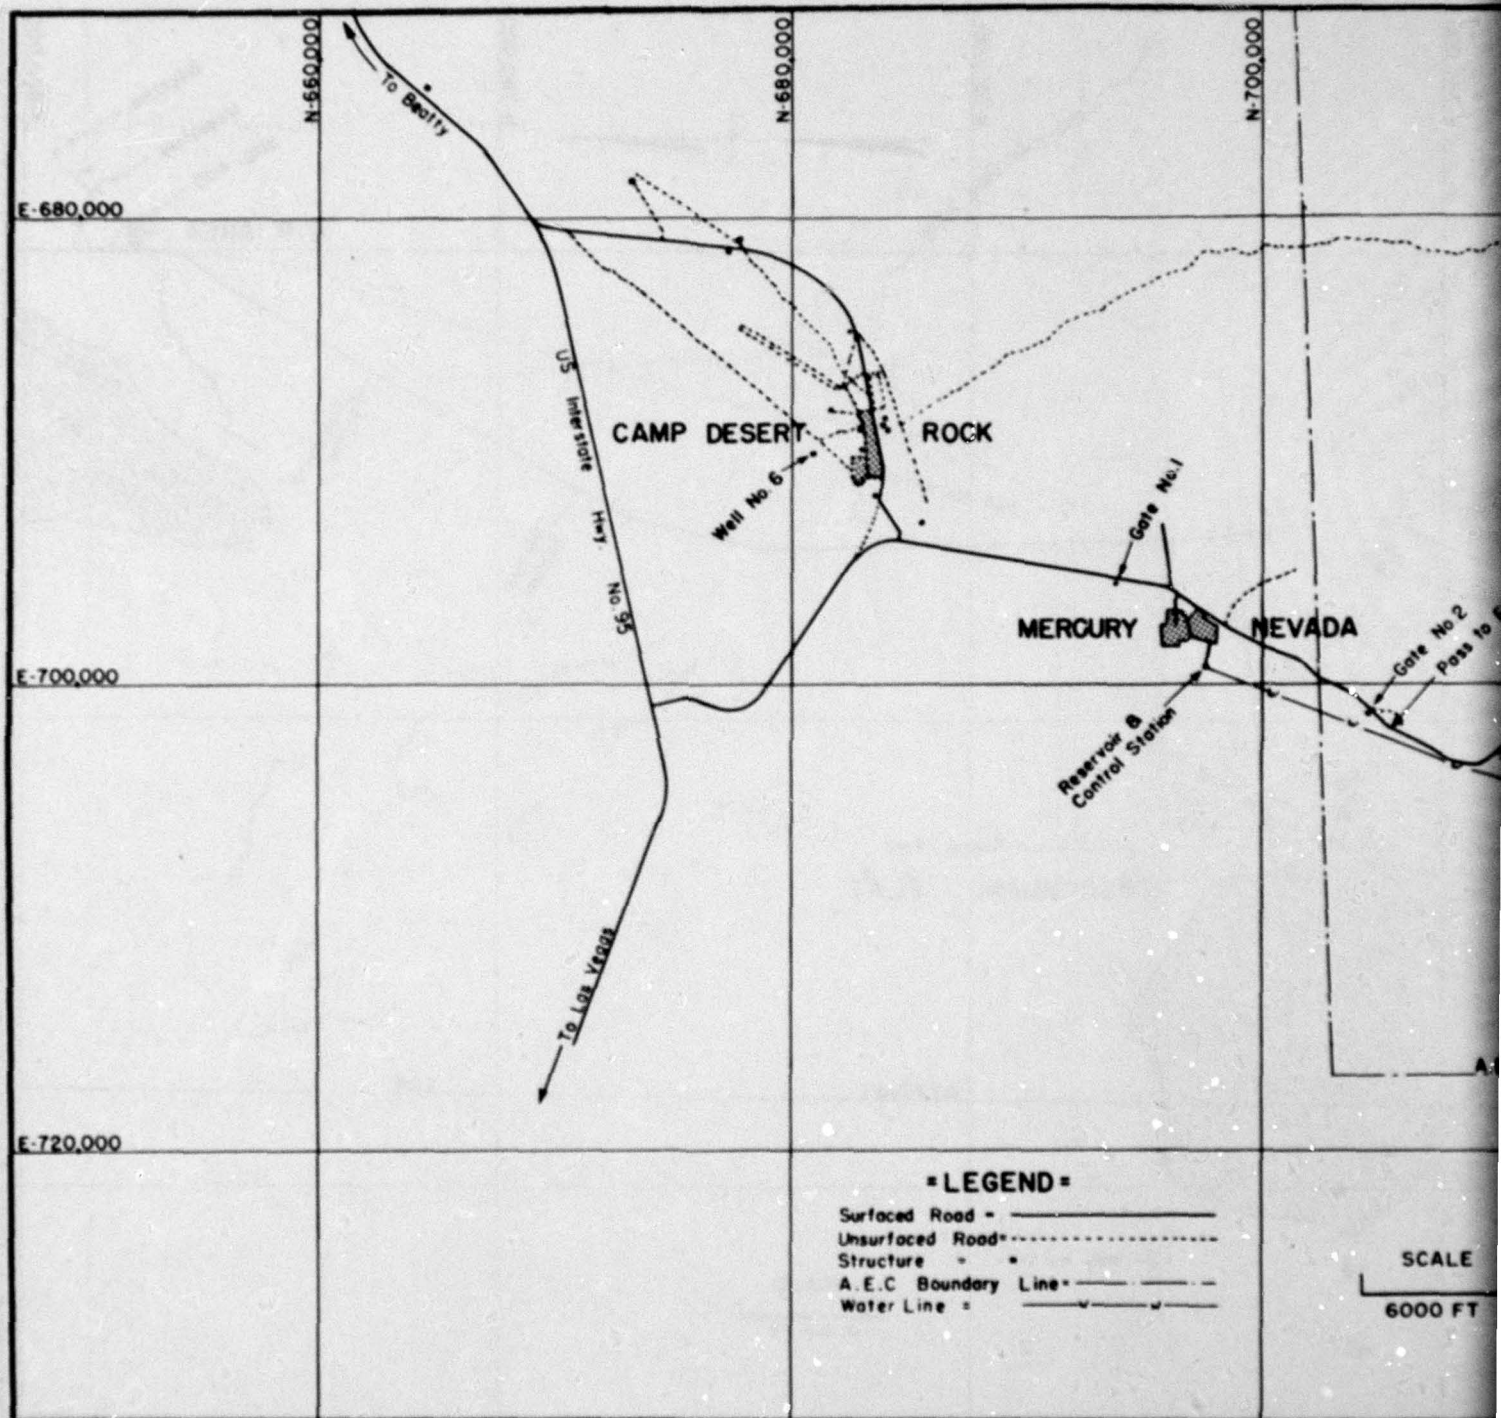 N-660,000
N-680,000
N-700,000
To Beatty
E-680,000
US Interstate Hwy. No. 95
CAMP DESERT ROCK
Well No. 6
Gate No. 1
MERCURY NEVADA
Gate No 2
Pass to
E-700,000
Reservoir &
Control Station
To Las Vegas
E-720,000
= LEGEND =
Surfaced Road -
Unsurfaced Road=
Structure =
A.E.C Boundary Line=
Water Line =
SCALE
6000 FT